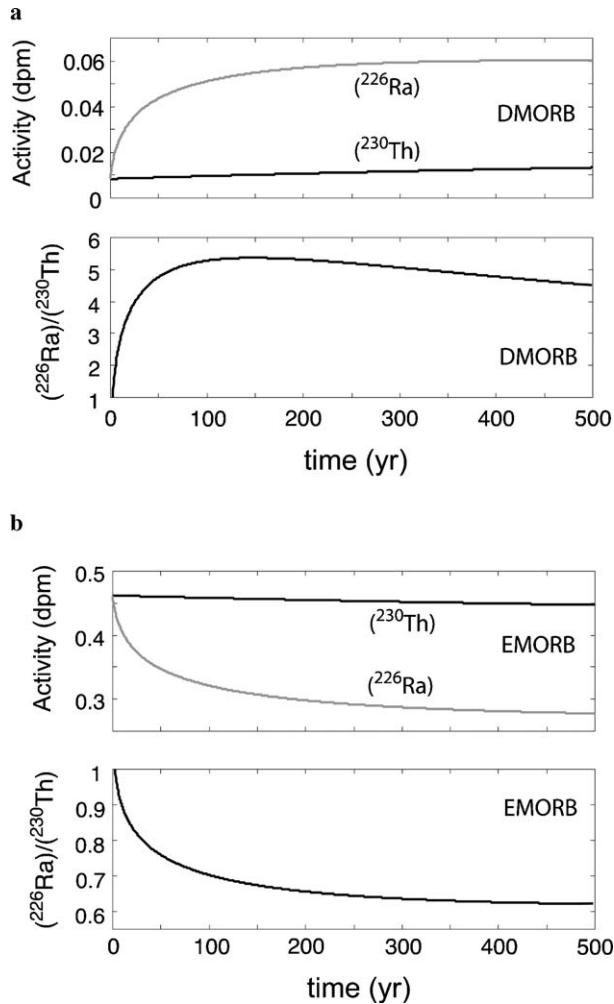 a
Activity (dpm)
0.06
0.04
0.02
0
(²²⁶Ra)
DMORB
(²³⁰Th)
(²²⁶Ra)/(²³⁰Th)
6
5
4
3
2
1
DMORB
0 100 200 300 400 500
time (yr)
b
Activity (dpm)
0.5
0.4
0.3
(²³⁰Th)
EMORB
(²²⁶Ra)
(²²⁶Ra)/(²³⁰Th)
1
0.9
0.8
0.7
0.6
EMORB
0 100 200 300 400 500
time (yr)